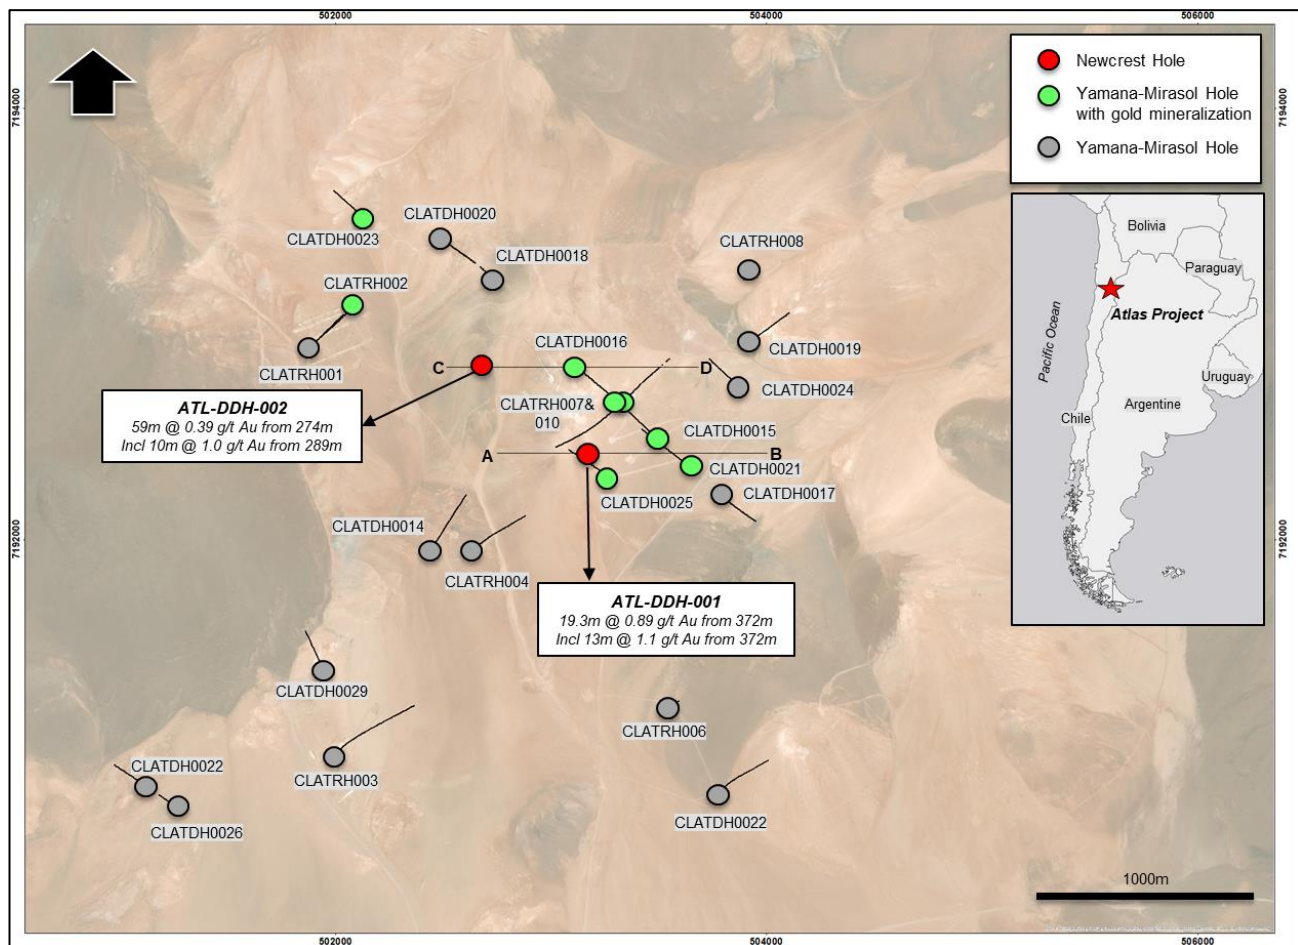 502000
504000
506000
7194000
7194000
Newcrest Hole
Yamana-Mirasol Hole
with gold mineralization
Yamana-Mirasol Hole
CLATDH0020
CLATDH0023
CLATDH0018
CLATRH008
CLATRH002
CLATRH001
CLATDH0016
CLATDH0019
C
D
CLATDH0024
CLATRH007&
010
ATL-DDH-002
59m @ 0.39 g/t Au from 274m
Incl 10m @ 1.0 g/t Au from 289m
CLATDH0015
A
B
CLATDH0021
CLATDH0025
CLATDH0017
CLATDH0014
CLATRH004
7192000
7192000
ATL-DDH-001
19.3m @ 0.89 g/t Au from 372m
Incl 13m @ 1.1 g/t Au from 372m
CLATDH0029
CLATRH006
CLATRH003
CLATDH0022
CLATDH0026
CLATDH0022
Bolivia
Paraguay
Atlas Project
Pacific Ocean
Uruguay
Argentine
Chile
1000m
502000
504000
506000